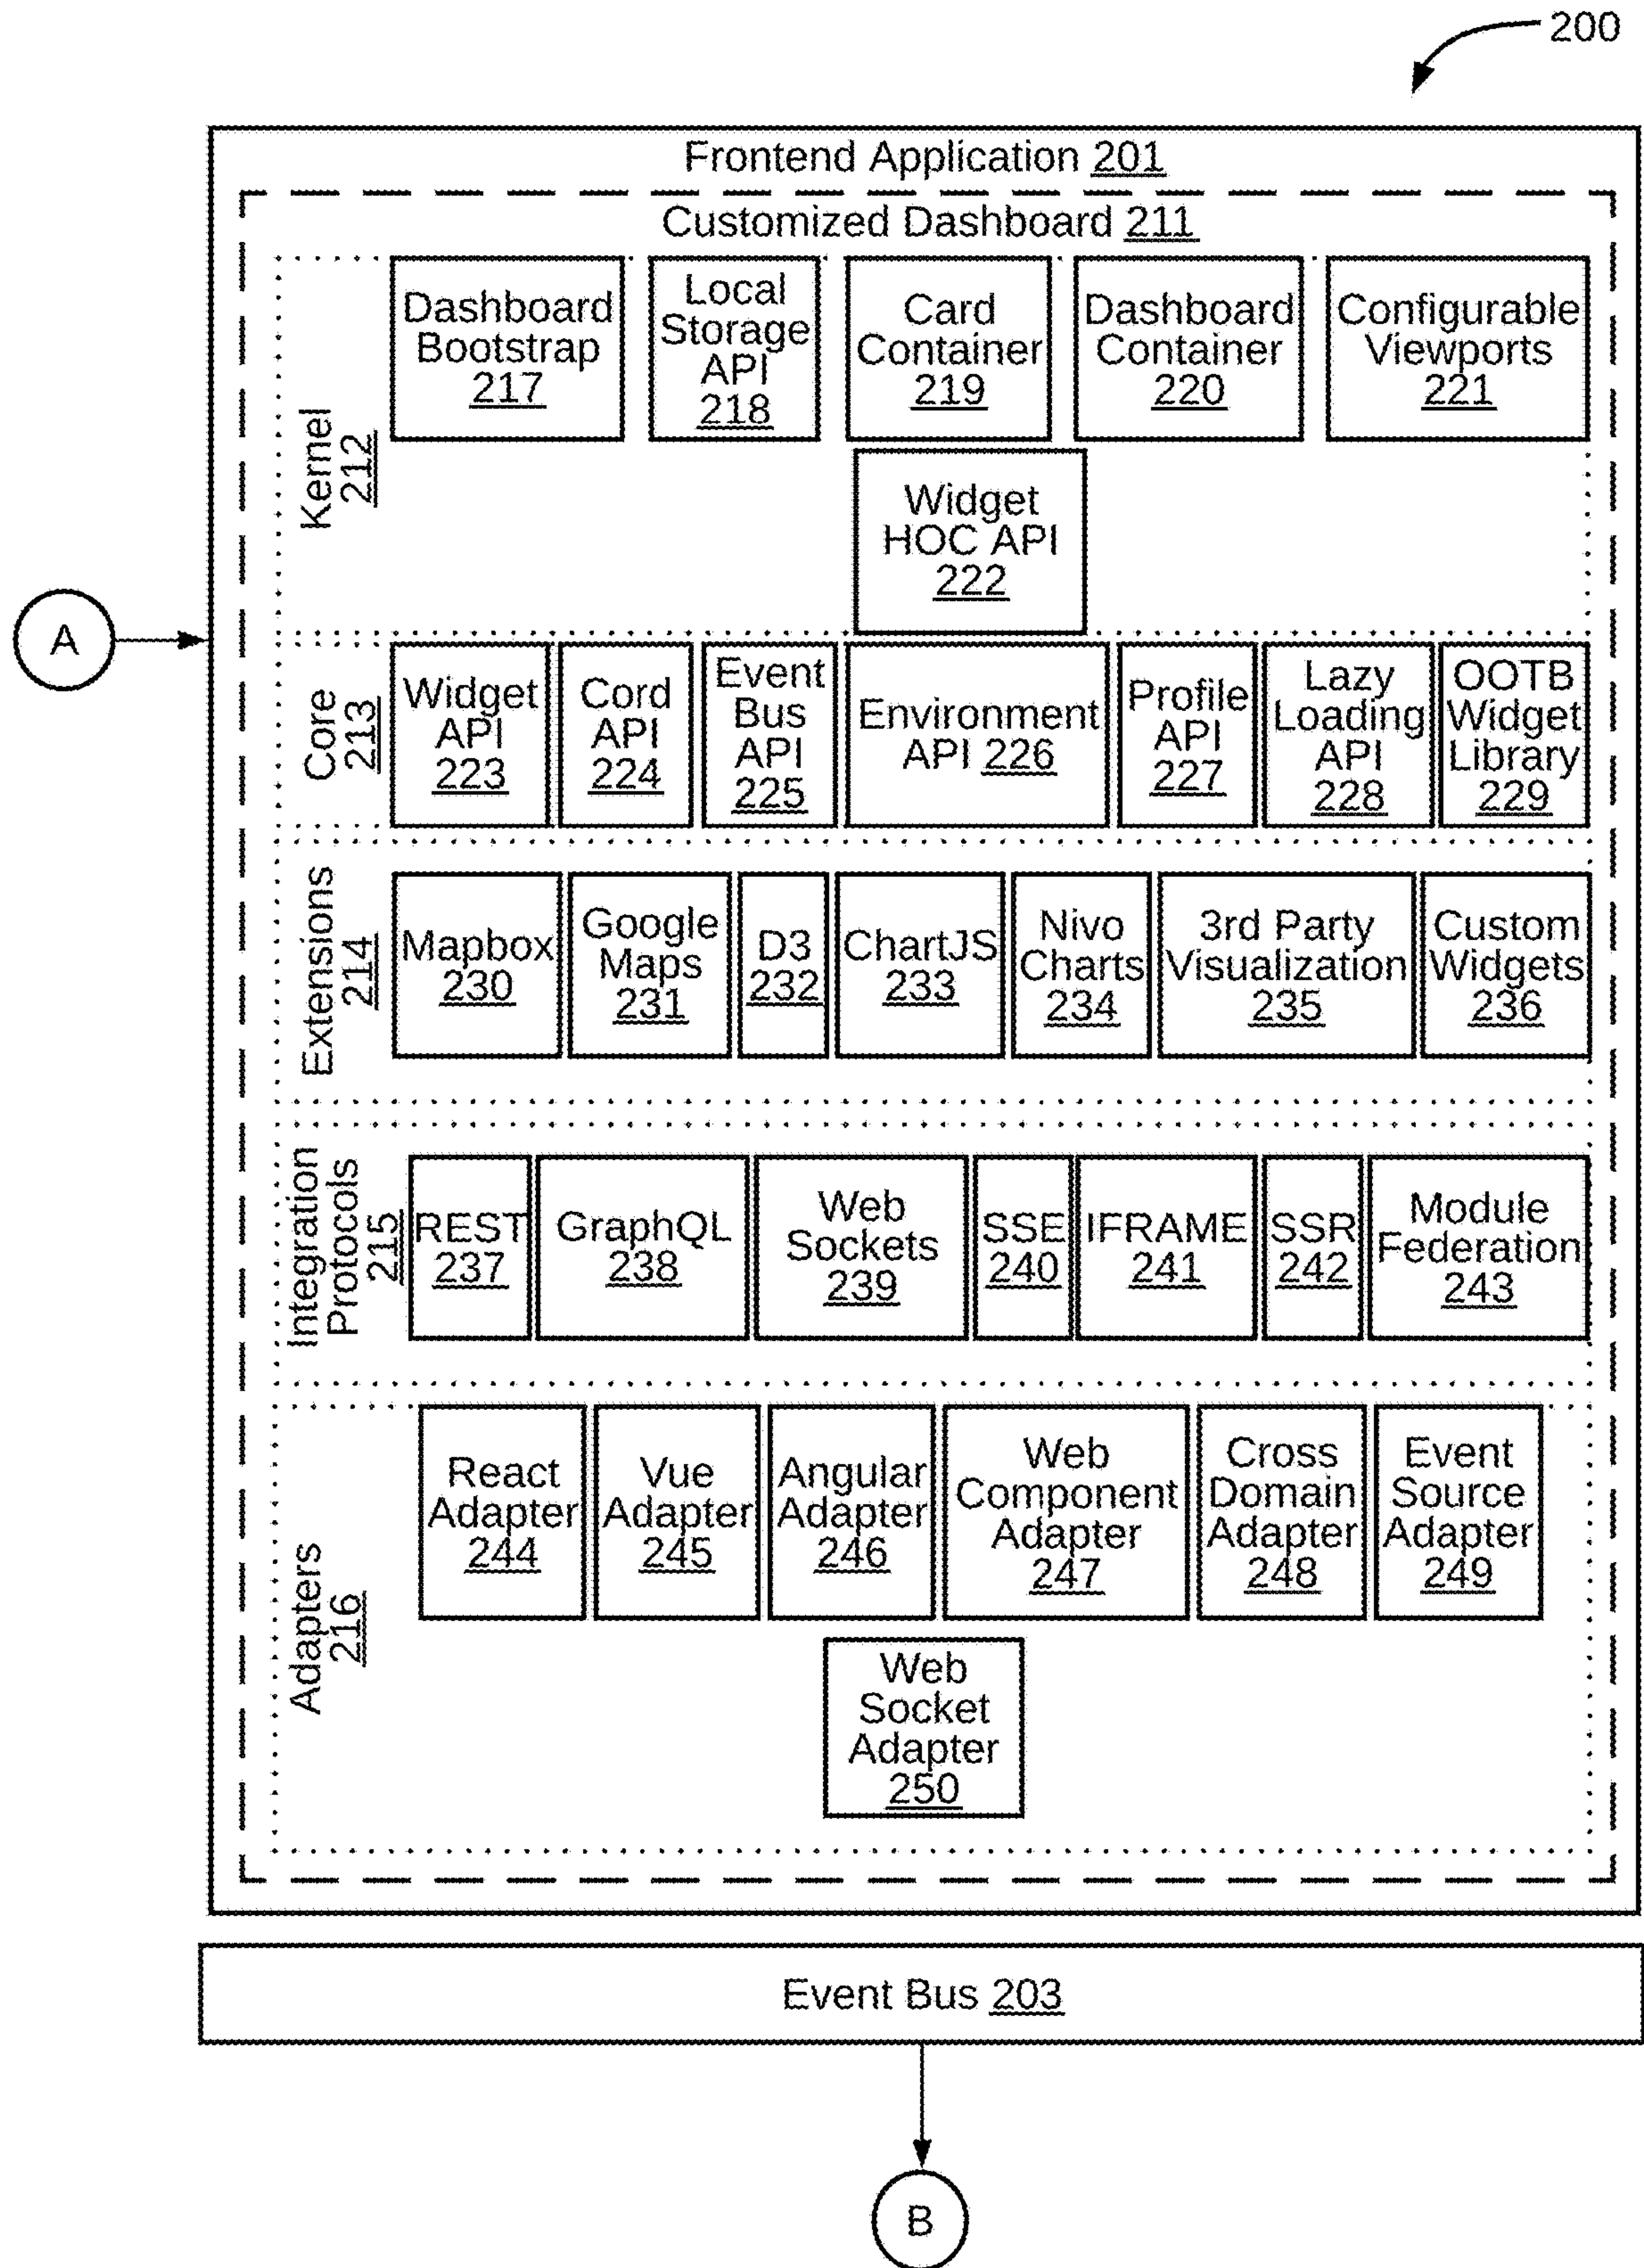 200
Frontend Application 201
Customized Dashboard 211
Kernel
212
Dashboard
Bootstrap
217
Local
Storage
API
218
Card
Container
219
Dashboard
Container
220
Configurable
Viewports
221
Widget
HOC API
222
A
Core
213
Widget
API
223
Cord
API
224
Event
Bus
API
225
Environment
API 226
Profile
API
227
Lazy
Loading
API
228
OOTB
Widget
Library
229
Extensions
214
Mapbox
230
Google
Maps
231
D3
232
ChartJS
233
Nivo
Charts
234
3rd Party
Visualization
235
Custom
Widgets
236
Integration
Protocols
215
REST
237
GraphQL
238
Web
Sockets
239
SSE
240
IFRAME
241
SSR
242
Module
Federation
243
Adapters
216
React
Adapter
244
Vue
Adapter
245
Angular
Adapter
246
Web
Component
Adapter
247
Cross
Domain
Adapter
248
Event
Source
Adapter
249
Web
Socket
Adapter
250
Event Bus 203
B